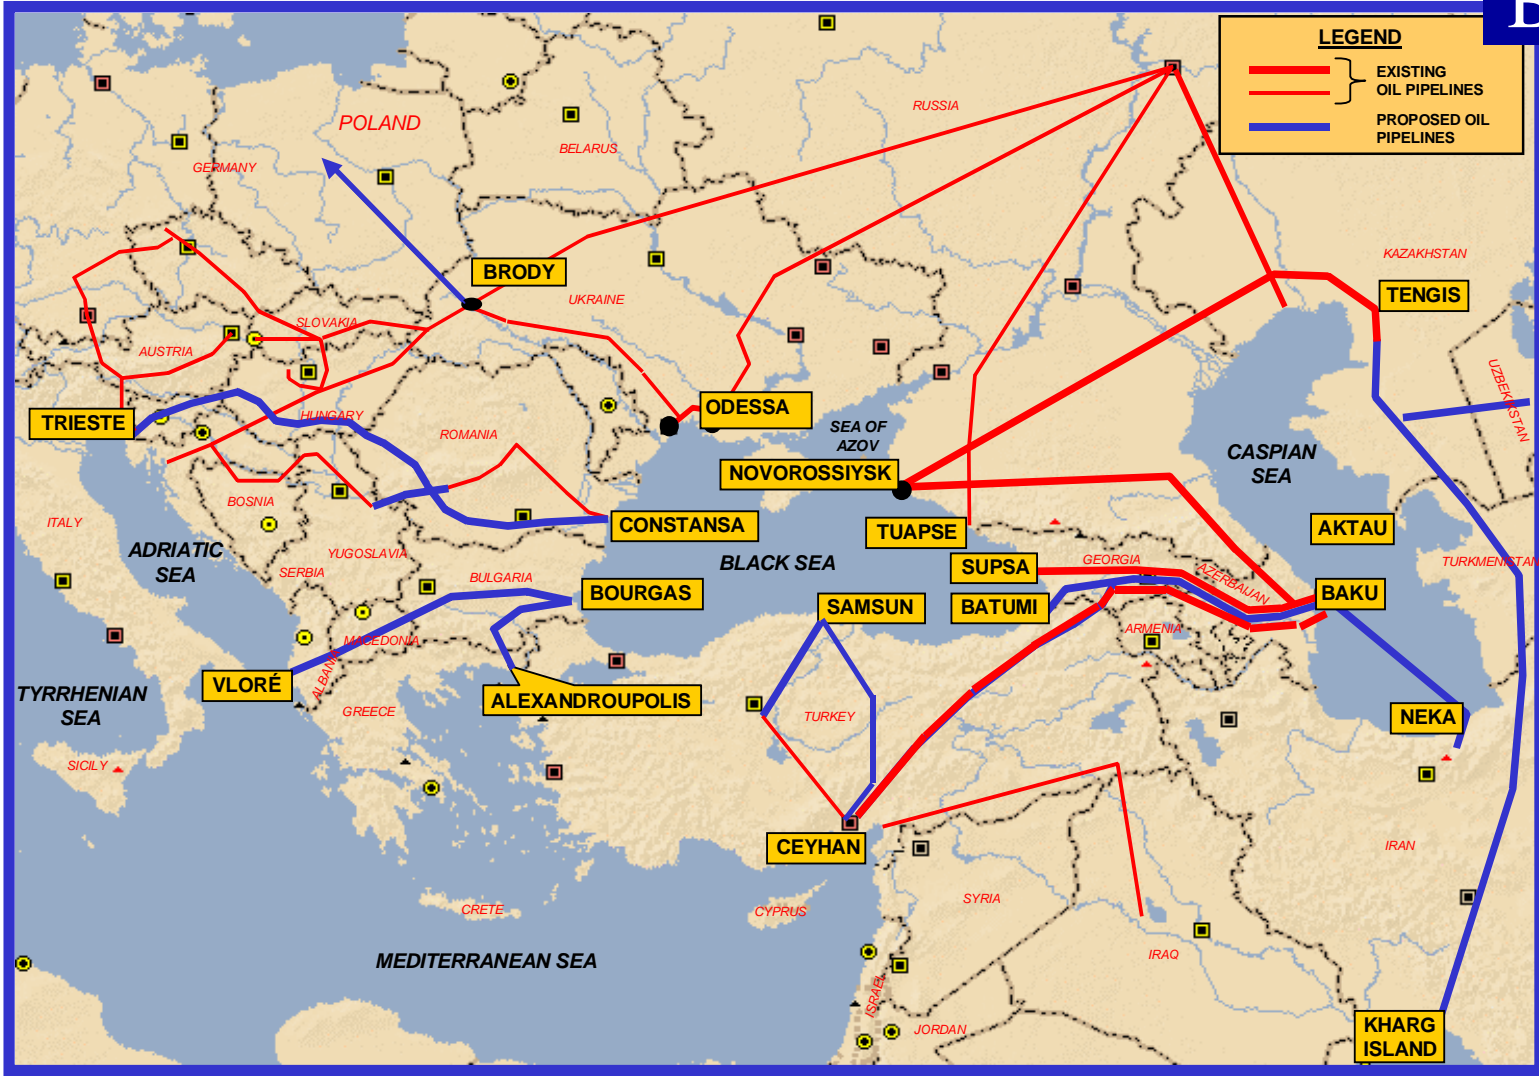 LEGEND
EXISTING
OIL PIPELINES
PROPOSED OIL
PIPELINES
RUSSIA
POLAND
BELARUS
GERMANY
KAZAKHSTAN
BRODY
UKRAINE
TENGIS
SLOVAKIA
AUSTRIA
UZBEKISTAN
TRIESTE
HUNGARY
ODESSA
ROMANIA
SEA OF
AZOV
CASPIAN
SEA
NOVOROSSIYSK
BOSNIA
ITALY
CONSTANSA
TUAPSE
AKTAU
ADRIATIC
SEA
YUGOSLAVIA
BLACK SEA
GEORGIA
TURKMENISTAN
SERBIA
BULGARIA
SUPSA
AZERBAIJAN
BOURGAS
SAMSUN
BATUMI
BAKU
MACEDONIA
ARMENIA
ALBANIA
VLORÉ
TYRRHENIAN
SEA
ALEXANDROUPOLIS
GREECE
TURKEY
NEKA
SICILY
CEYHAN
IRAN
CRETE
CYPRUS
SYRIA
MEDITERRANEAN SEA
IRAQ
ISRAEL
JORDAN
KHARG
ISLAND